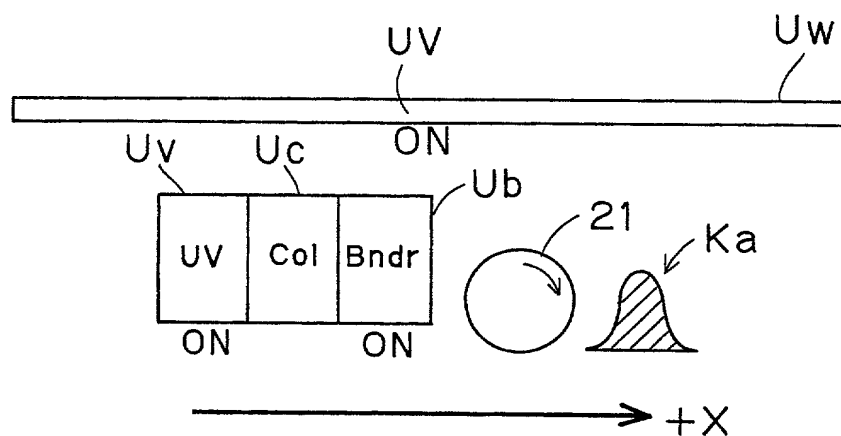 UV Uw
ON
Uv Uc Ub
UV Col Bndr 21 Ka
ON ON
+X